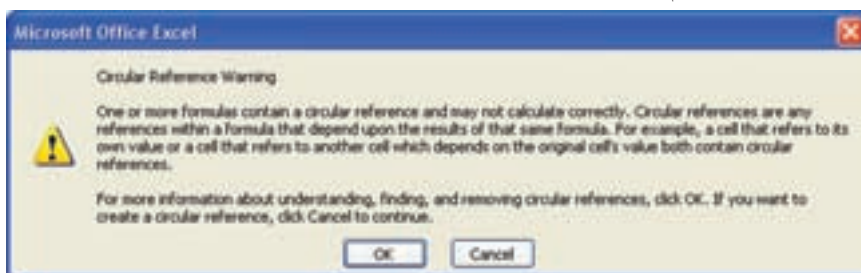 Microsoft Office Excel
Circular Reference Warning
One or more formulas contain a circular reference and may not calculate correctly. Circular references are any
references within a formula that depend upon the results of that same formula. For example, a cell that refers to its
own value or a cell that refers to another cell which depends on the original cell's value both contain circular
references.
For more information about understanding, finding, and removing circular references, click OK. If you want to
create a circular reference, click Cancel to continue.
OK
Cancel